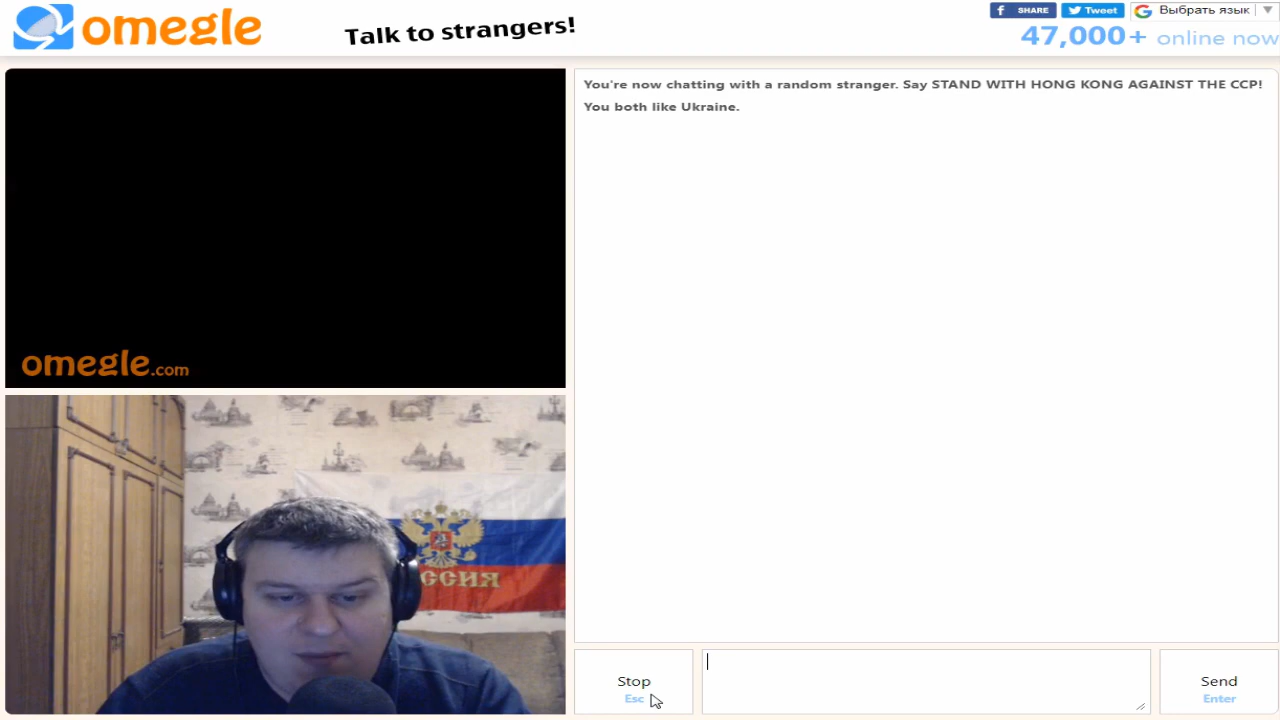 omegle
Talk to strangers!
f SHARE
Tweet
G Выбрать язык ▼
47,000+ online now
You're now chatting with a random stranger. Say STAND WITH HONG KONG AGAINST THE CCP!
You both like Ukraine.
omegle.com
ССИЯ
Stop
Esc
Send
Enter